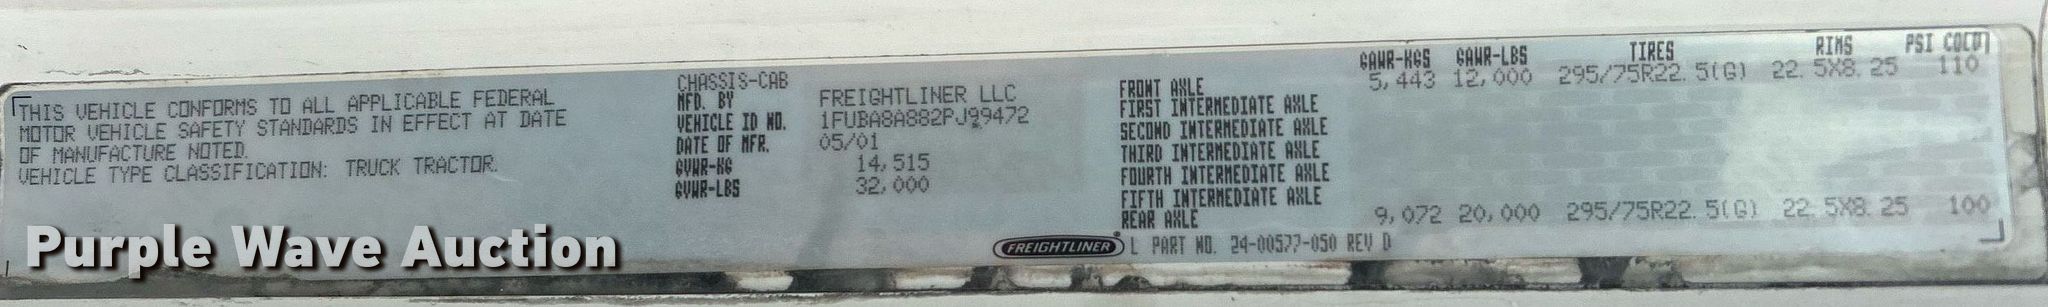 THIS VEHICLE CONFORMS TO ALL APPLICABLE FEDERAL
MOTOR VEHICLE SAFETY STANDARDS IN EFFECT AT DATE
OF MANUFACTURE NOTED.
VEHICLE TYPE CLASSIFICATION: TRUCK TRACTOR.
CHASSIS-CAB
MFD. BY FREIGHTLINER LLC
VEHICLE ID NO. 1FUBA8A882PJ99472
DATE OF MFR. 05/01
GVWR-KG 14,515
GVWR-LBS 32,000
GAWR-KGS GAWR-LBS TIRES RIMS PSI COLD
FRONT AXLE 5,443 12,000 295/75R22.5(G) 22.5X8.25 110
FIRST INTERMEDIATE AXLE
SECOND INTERMEDIATE AXLE
THIRD INTERMEDIATE AXLE
FOURTH INTERMEDIATE AXLE
FIFTH INTERMEDIATE AXLE
REAR AXLE 9,072 20,000 295/75R22.5(G) 22.5X8.25 100
FREIGHTLINER® L PART NO. 24-00577-050 REV D
Purple Wave Auction